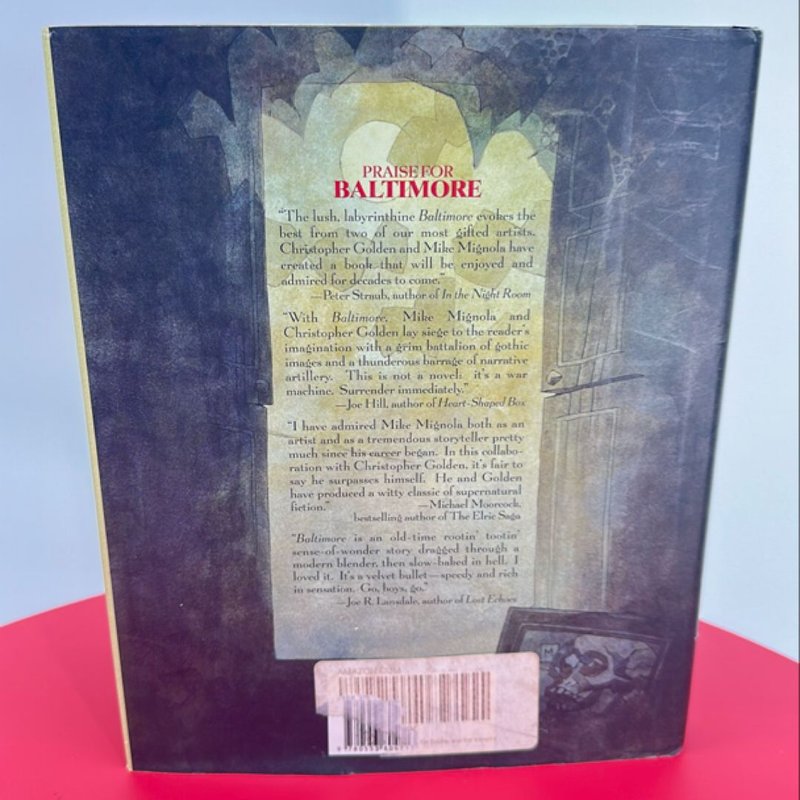 PRAISE FOR
BALTIMORE
"The lush, labyrinthine Baltimore evokes the
best from two of our most gifted artists.
Christopher Golden and Mike Mignola have
created a book that will be enjoyed and
admired for decades to come."
—Peter Straub, author of In the Night Room
"With Baltimore, Mike Mignola and
Christopher Golden lay siege to the reader's
imagination with a grim battalion of gothic
images and a thunderous barrage of narrative
artillery. This is not a novel: it's a war
machine. Surrender immediately."
—Joe Hill, author of Heart-Shaped Box
"I have admired Mike Mignola both as an
artist and as a tremendous storyteller pretty
much since his career began. In this collabo-
ration with Christopher Golden, it's fair to
say he surpasses himself. He and Golden
have produced a witty classic of supernatural
fiction." —Michael Moorcock,
bestselling author of The Elric Saga
"Baltimore is an old-time rootin' tootin'
sense-of-wonder story dragged through a
modern blender, then slow-baked in hell. I
loved it. It's a velvet bullet—speedy and rich
in sensation. Go, boys, go."
—Joe R. Lansdale, author of Lost Echoes
AMAZON.COM